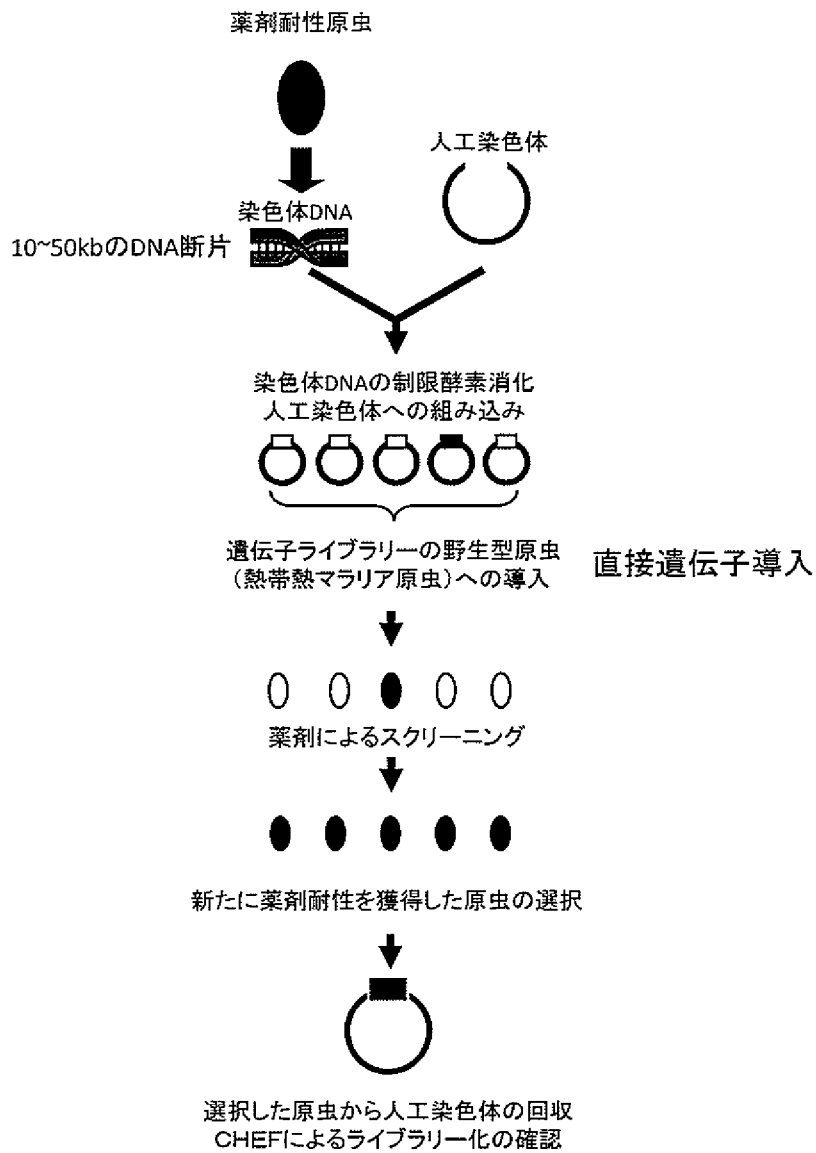 薬剤耐性原虫
人工染色体
染色体DNA
10~50kbのDNA断片
染色体DNAの制限酵素消化
人工染色体への組み込み
遺伝子ライブラリーの野生型原虫
(熱帯熱マラリア原虫)への導入
直接遺伝子導入
薬剤によるスクリーニング
新たに薬剤耐性を獲得した原虫の選択
選択した原虫から人工染色体の回収
CHEFによるライブラリー化の確認